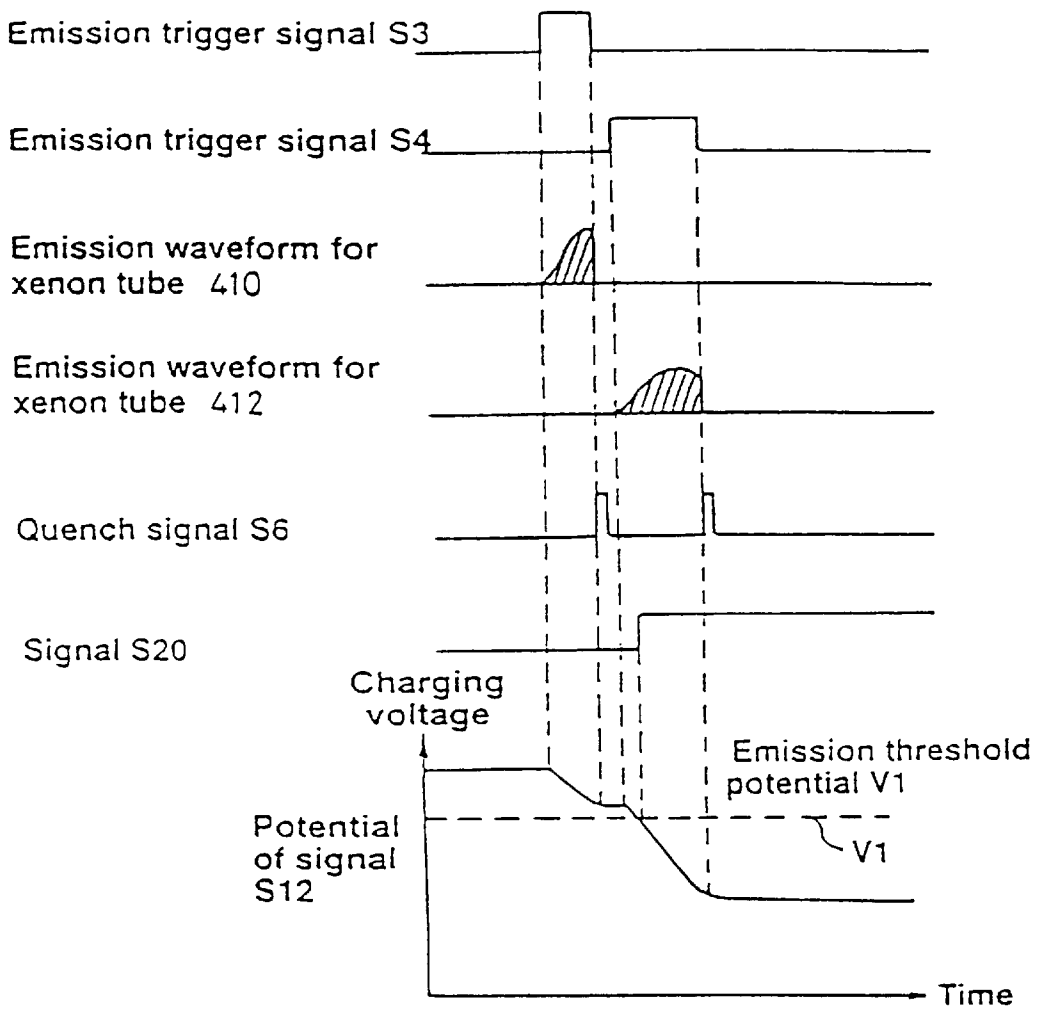 Emission trigger signal S3
Emission trigger signal S4
Emission waveform for
xenon tube 410
Emission waveform for
xenon tube 412
Quench signal S6
Signal S20
Charging
voltage
Emission threshold
potential V1
Potential
of signal
S12
V1
Time